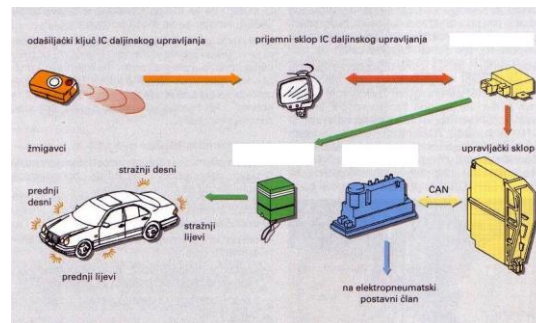 odašiljački ključ IC daljinskog upravljanja
prijemni sklop IC daljinskog upravljanja
žmigavci
upravljački sklop
stražnji desni
prednji
desni
CAN
stražnji
lijevi
prednji lijevi
na elektropneumatski
postavni član